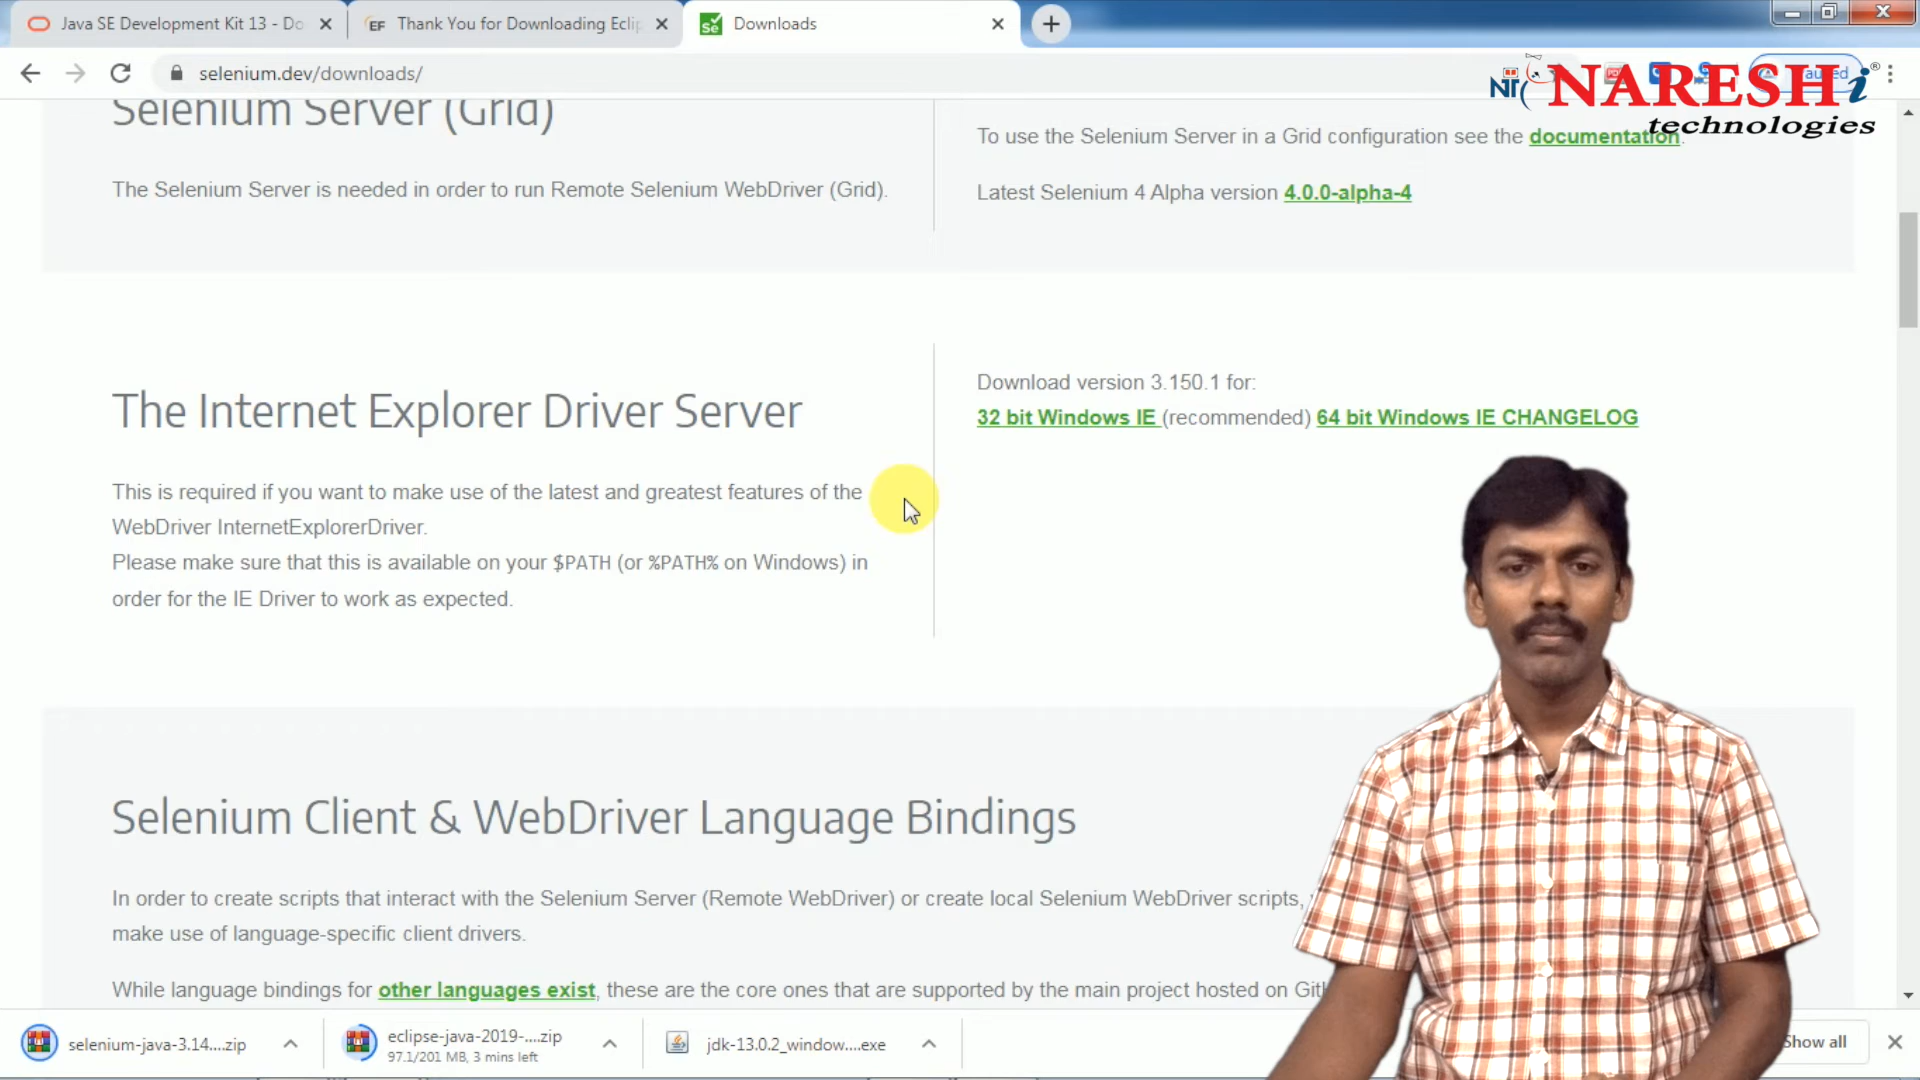 Java SE Development Kit 13 - Do
Thank You for Downloading Eclip
Downloads
selenium.dev/downloads/
NARESHi
technologies
Selenium Server (Grid)
The Selenium Server is needed in order to run Remote Selenium WebDriver (Grid).
To use the Selenium Server in a Grid configuration see the documentation.
Latest Selenium 4 Alpha version 4.0.0-alpha-4
The Internet Explorer Driver Server
This is required if you want to make use of the latest and greatest features of the
WebDriver InternetExplorerDriver.
Please make sure that this is available on your $PATH (or %PATH% on Windows) in
order for the IE Driver to work as expected.
Download version 3.150.1 for:
32 bit Windows IE (recommended) 64 bit Windows IE CHANGELOG
Selenium Client & WebDriver Language Bindings
In order to create scripts that interact with the Selenium Server (Remote WebDriver) or create local Selenium WebDriver scripts,
make use of language-specific client drivers.
While language bindings for other languages exist, these are the core ones that are supported by the main project hosted on Gith
selenium-java-3.14....zip
eclipse-java-2019-....zip
97.1/201 MB, 3 mins left
jdk-13.0.2_window....exe
Show all